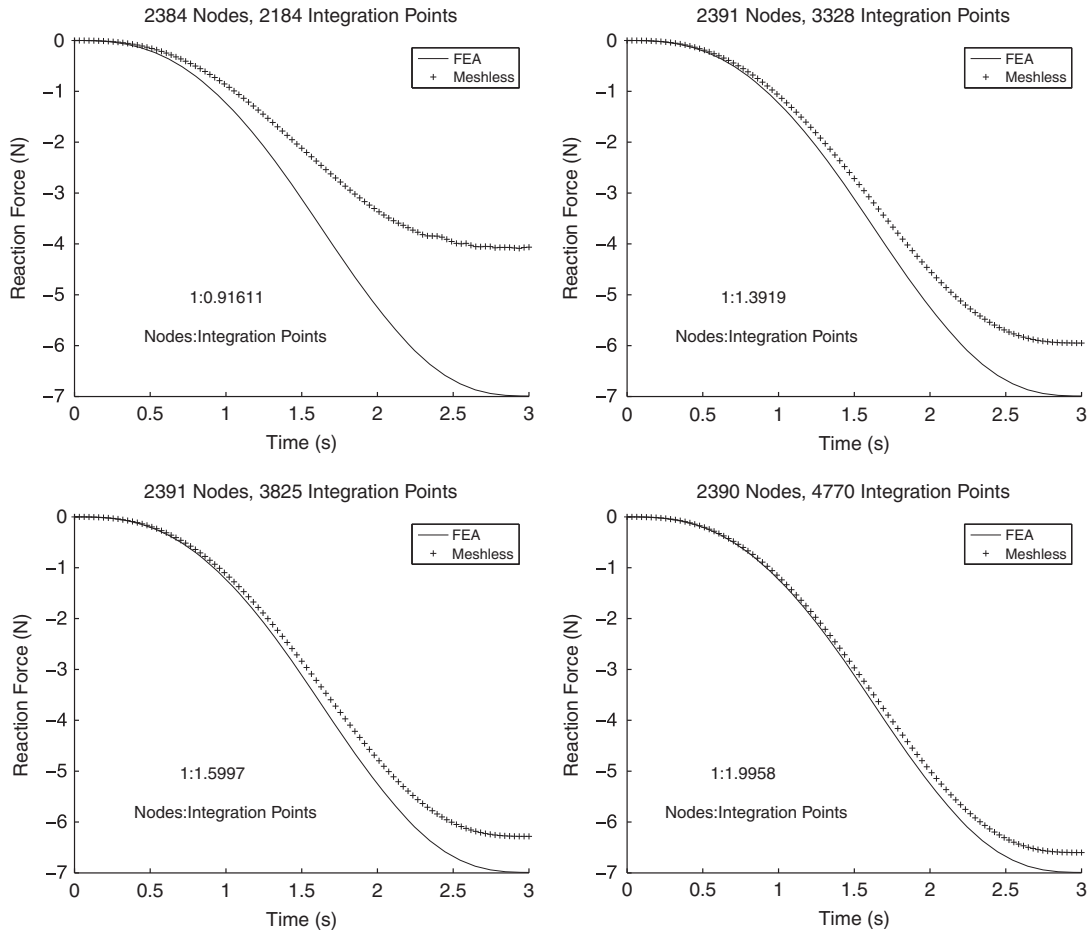 2384 Nodes, 2184 Integration Points
0
−1
−2
−3
−4
−5
−6
−7
Reaction Force (N)
FEA
Meshless
1:0.91611
Nodes:Integration Points
0 0.5 1 1.5 2 2.5 3
Time (s)
2391 Nodes, 3328 Integration Points
0
−1
−2
−3
−4
−5
−6
−7
Reaction Force (N)
FEA
Meshless
1:1.3919
Nodes:Integration Points
0 0.5 1 1.5 2 2.5 3
Time (s)
2391 Nodes, 3825 Integration Points
0
−1
−2
−3
−4
−5
−6
−7
Reaction Force (N)
FEA
Meshless
1:1.5997
Nodes:Integration Points
0 0.5 1 1.5 2 2.5 3
Time (s)
2390 Nodes, 4770 Integration Points
0
−1
−2
−3
−4
−5
−6
−7
Reaction Force (N)
FEA
Meshless
1:1.9958
Nodes:Integration Points
0 0.5 1 1.5 2 2.5 3
Time (s)